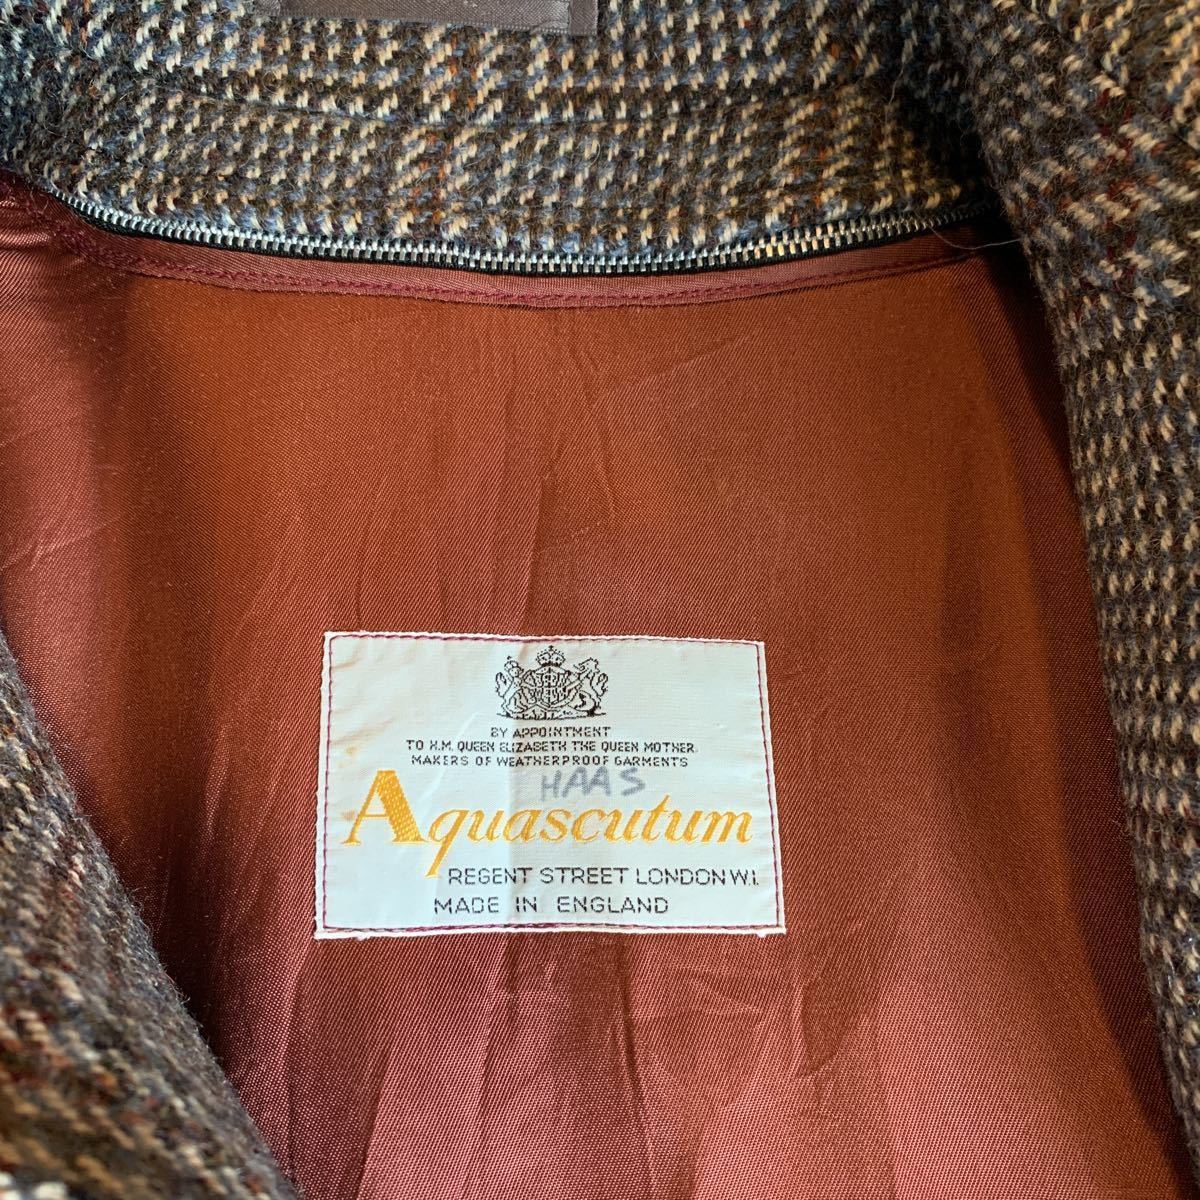 BY APPOINTMENT
TO H.M. QUEEN ELIZABETH THE QUEEN MOTHER
MAKERS OF WEATHERPROOF GARMENTS
HAAS
Aquascutum
REGENT STREET LONDON W.1.
MADE IN ENGLAND